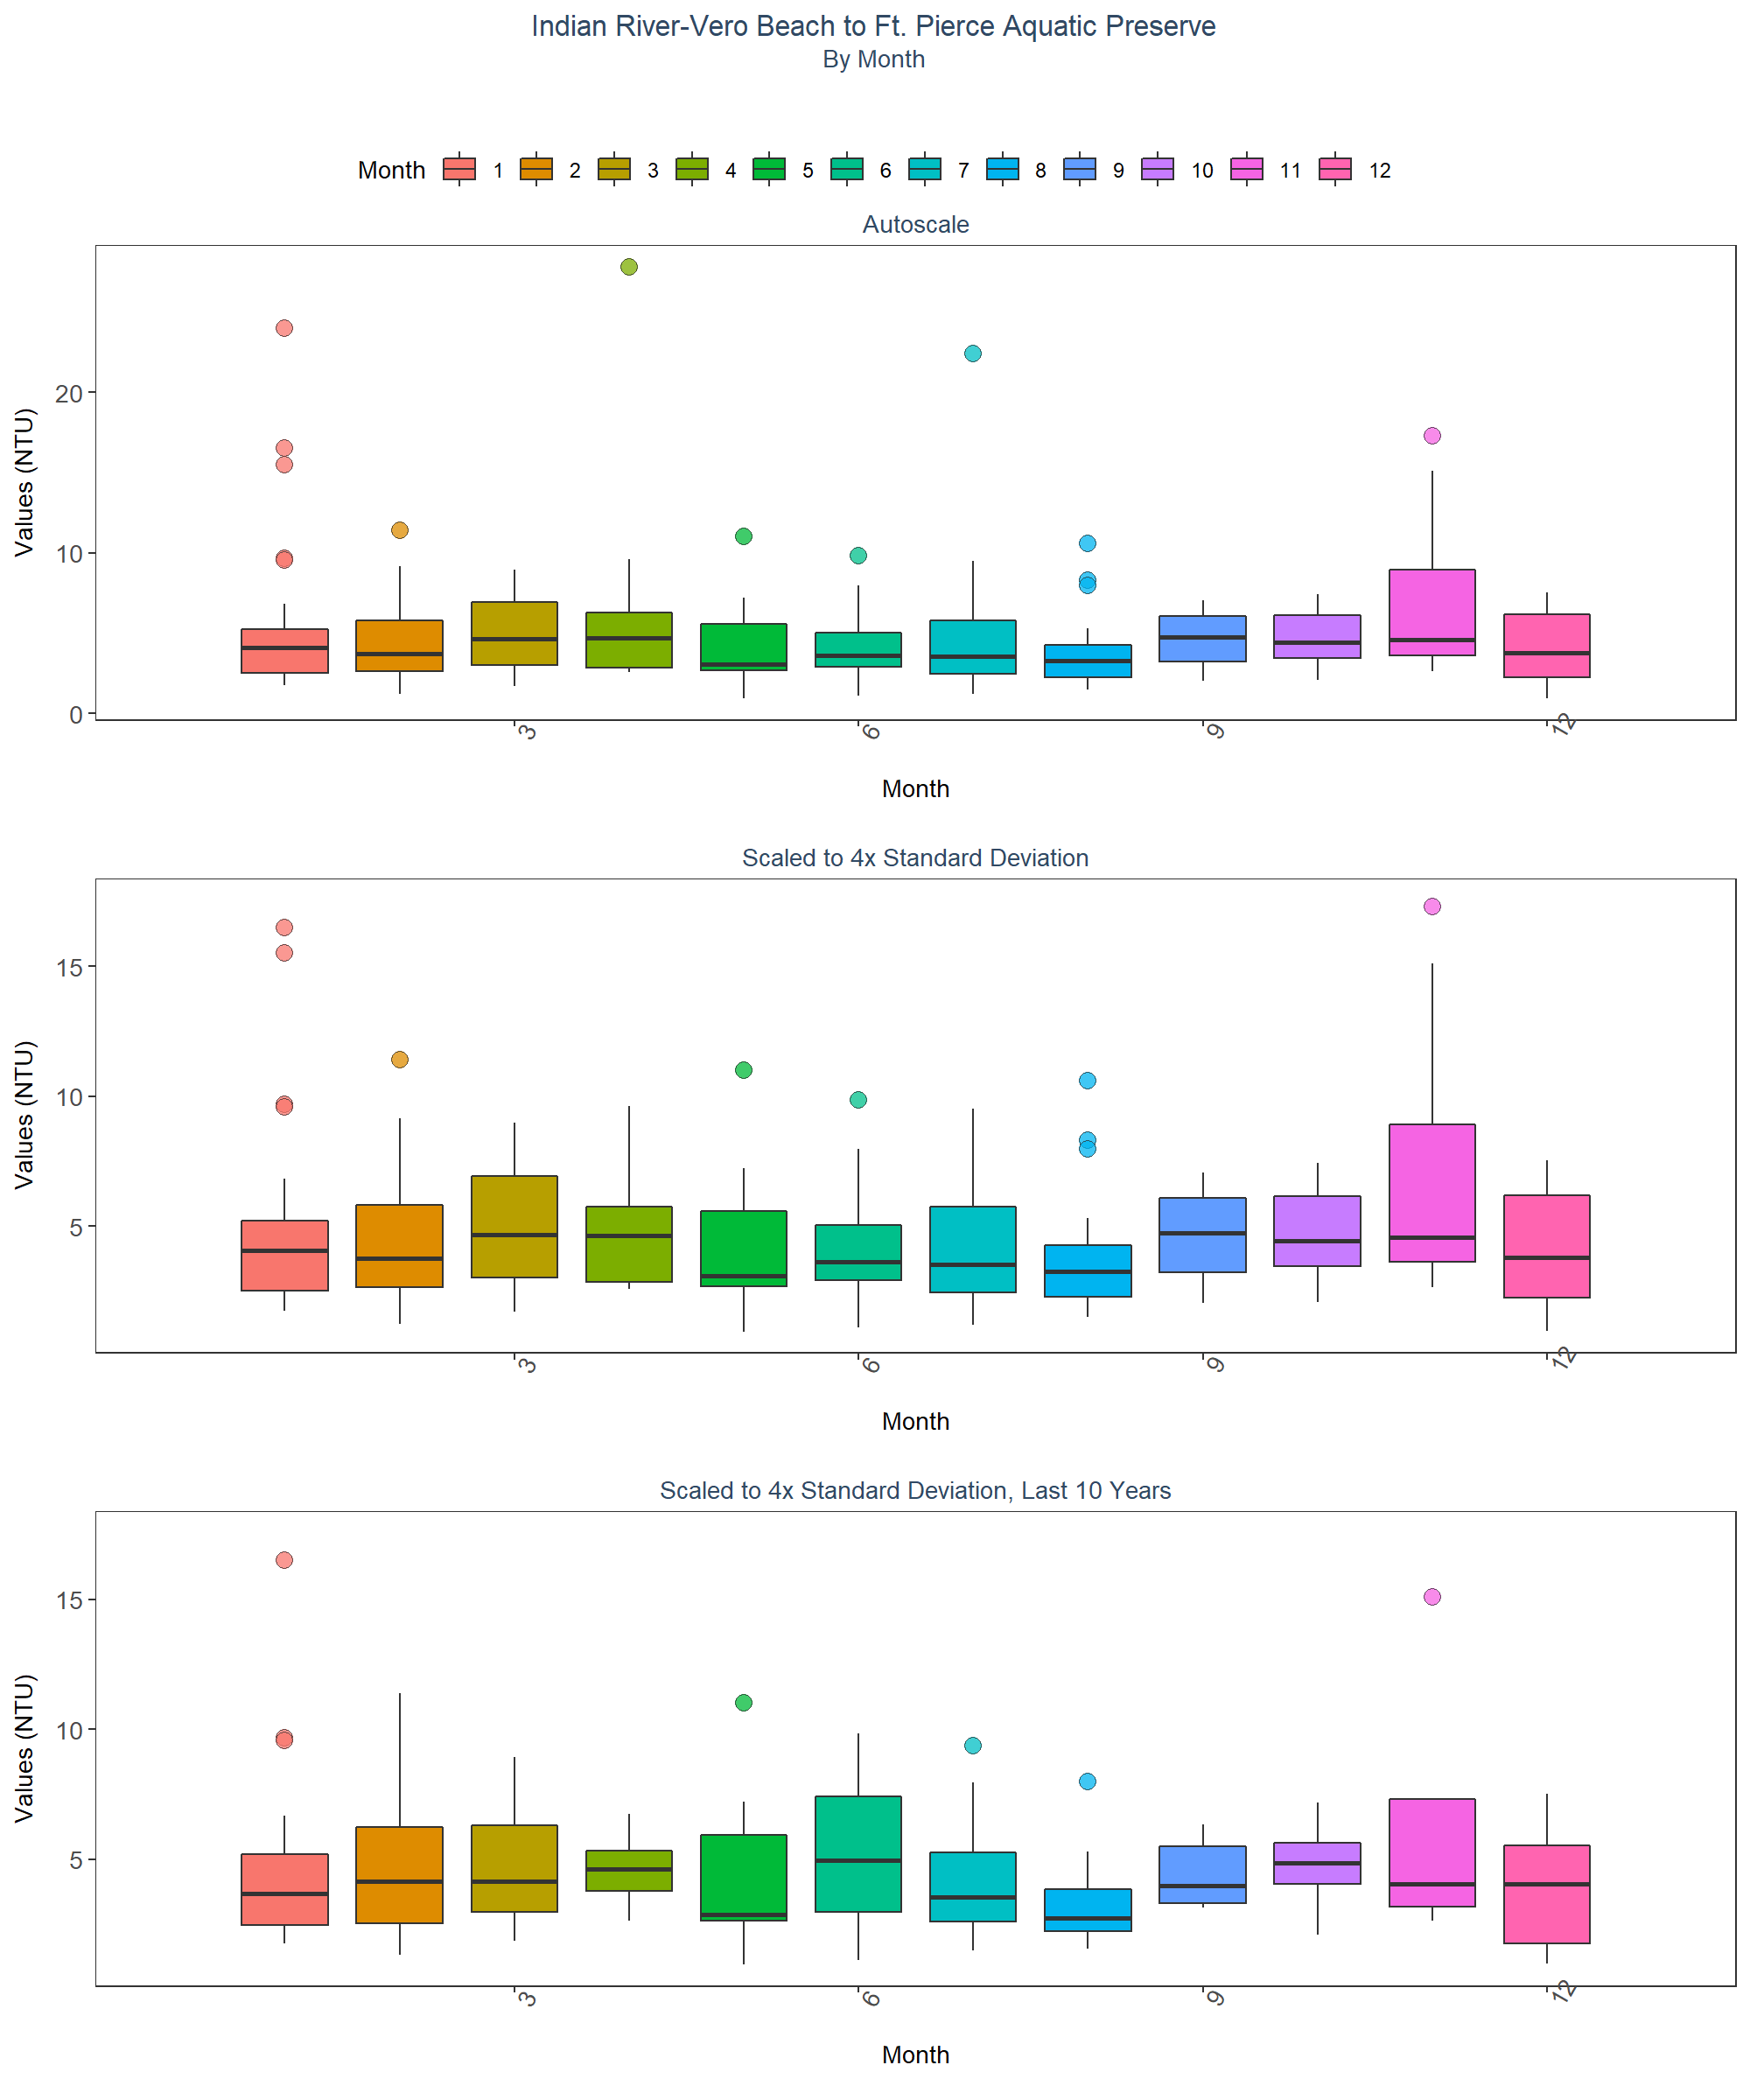 Indian River-Vero Beach to Ft. Pierce Aquatic Preserve
By Month
Month 1 2 3 4 5 6 7 8 9 10 11 12
Autoscale
Values (NTU)
20
10
0
3 6 9 12
Month
Scaled to 4x Standard Deviation
Values (NTU)
15
10
5
3 6 9 12
Month
Scaled to 4x Standard Deviation, Last 10 Years
Values (NTU)
15
10
5
3 6 9 12
Month